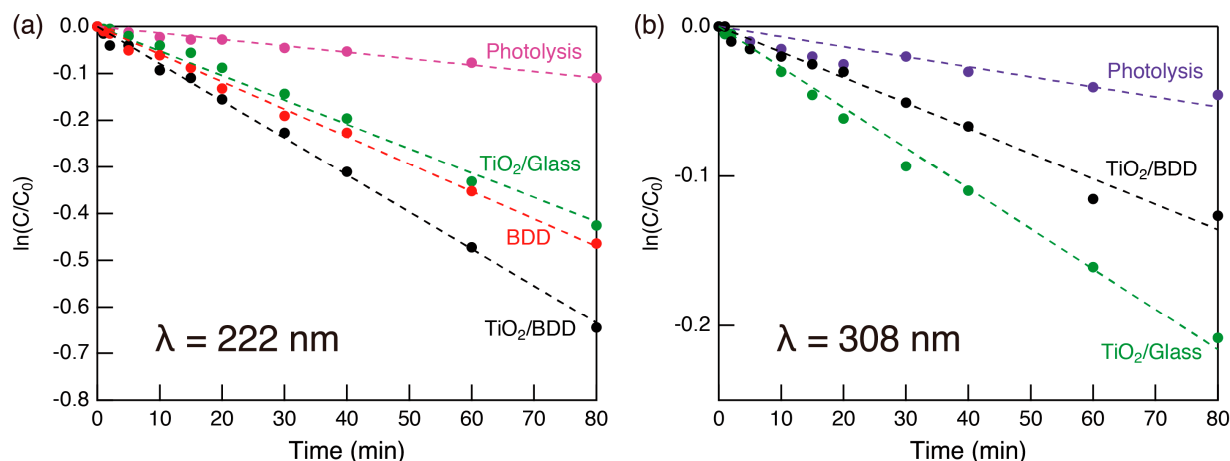 (a)
0.0
-0.1
-0.2
-0.3
-0.4
-0.5
-0.6
-0.7
-0.8
ln(C/C₀)
Photolysis
TiO₂/Glass
BDD
TiO₂/BDD
λ = 222 nm
0 10 20 30 40 50 60 70 80
Time (min)
(b)
0.0
-0.1
-0.2
ln(C/C₀)
Photolysis
TiO₂/BDD
TiO₂/Glass
λ = 308 nm
0 10 20 30 40 50 60 70 80
Time (min)